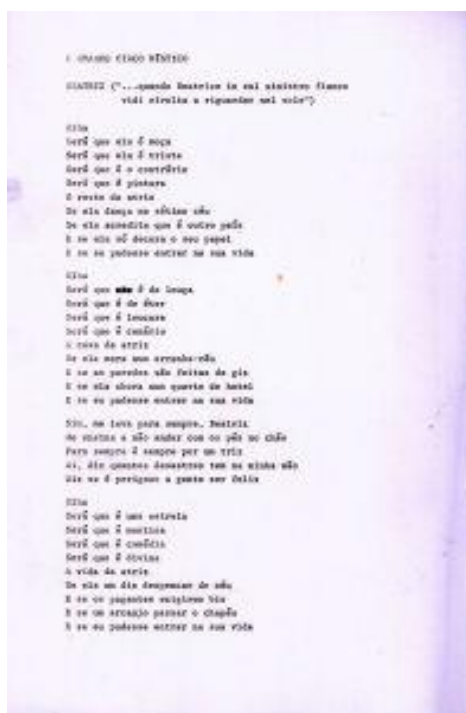 O GRANDE CIRCO MÍSTICO
BEATRIZ ("...quando Beatrice in sul sinistro fianco
vidi rivolta a riguardar nel sole")
Olha
Será que ela é moça
Será que ela é triste
Será que é o contrário
Será que é pintura
O rosto da atriz
Se ela dança no sétimo céu
Se ela acredita que é outro país
E se ela só decora o seu papel
E se eu pudesse entrar na sua vida
Olha
Será que é de louça
Será que é de éter
Será que é loucura
Será que é cenário
A casa da atriz
Se ela mora num arranha-céu
E se as paredes são feitas de giz
E se ela chora num quarto de hotel
E se eu pudesse entrar na sua vida
Sim, me leva para sempre, Beatriz
Me ensina a não andar com os pés no chão
Para sempre é sempre por um triz
Ai, diz quantos desastres tem na minha mão
Diz se é perigoso a gente ser feliz
Olha
Será que é uma estrela
Será que é mentira
Será que é comédia
Será que é divina
A vida da atriz
Se ela um dia despencar do céu
E se os pagantes exigirem bis
E se um arcanjo passar o chapéu
E se eu pudesse entrar na sua vida